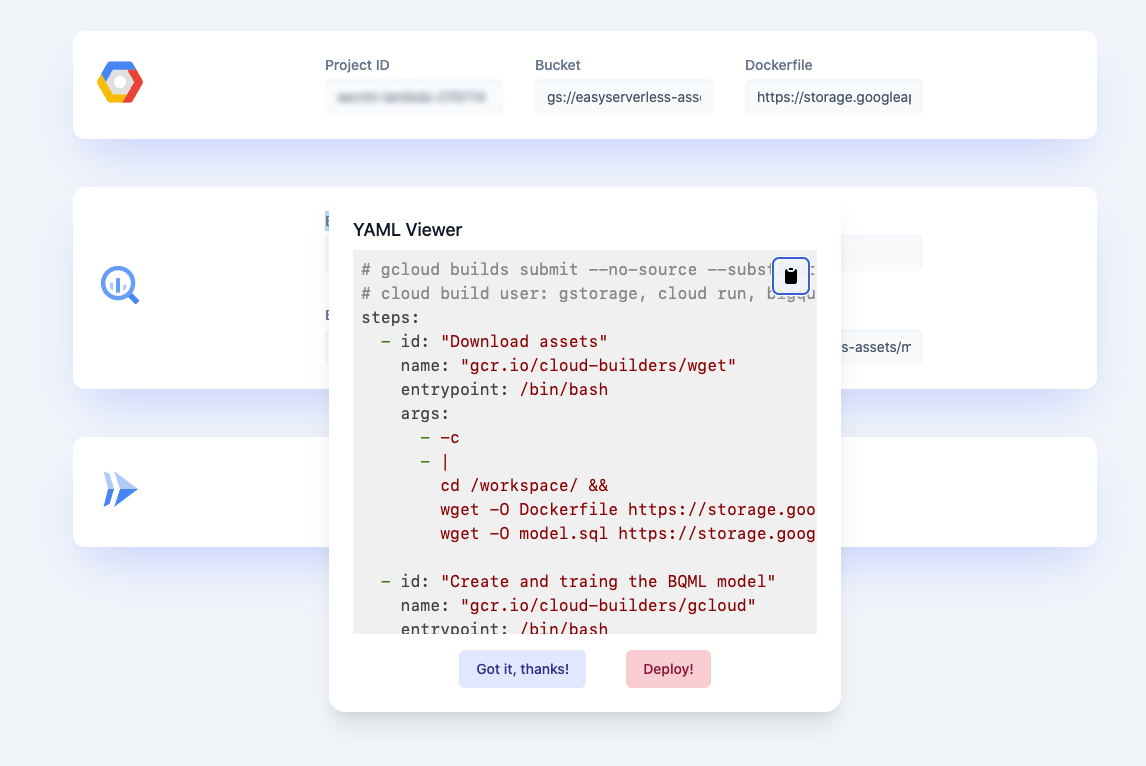 Project ID
Bucket
Dockerfile
gs://easyserverless-ass
https://storage.googleap
YAML Viewer
# gcloud builds submit --no-source
# cloud build user: gstorage, cloud run,
steps:
- id: "Download assets"
name: "gcr.io/cloud-builders/wget"
entrypoint: /bin/bash
args:
- -c
- |
cd /workspace/ &&
wget -O Dockerfile https://storage.goo
wget -O model.sql https://storage.goog
s-assets/m
- id: "Create and traing the BQML model"
name: "gcr.io/cloud-builders/gcloud"
entrypoint: /bin/bash
Got it, thanks!
Deploy!